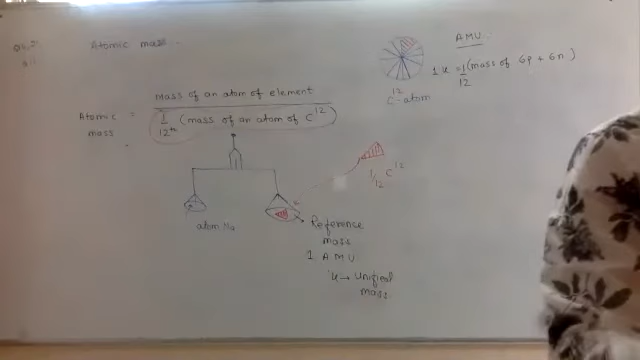 Atomic mass
AMU
1 u = 1/12 (mass of 6p + 6n)
C12-atom
Atomic mass = Mass of an atom of element
1/12th (mass of an atom of C12)
1/12 C12
atom
Reference
mass
1 AMU
u → Unified
mass